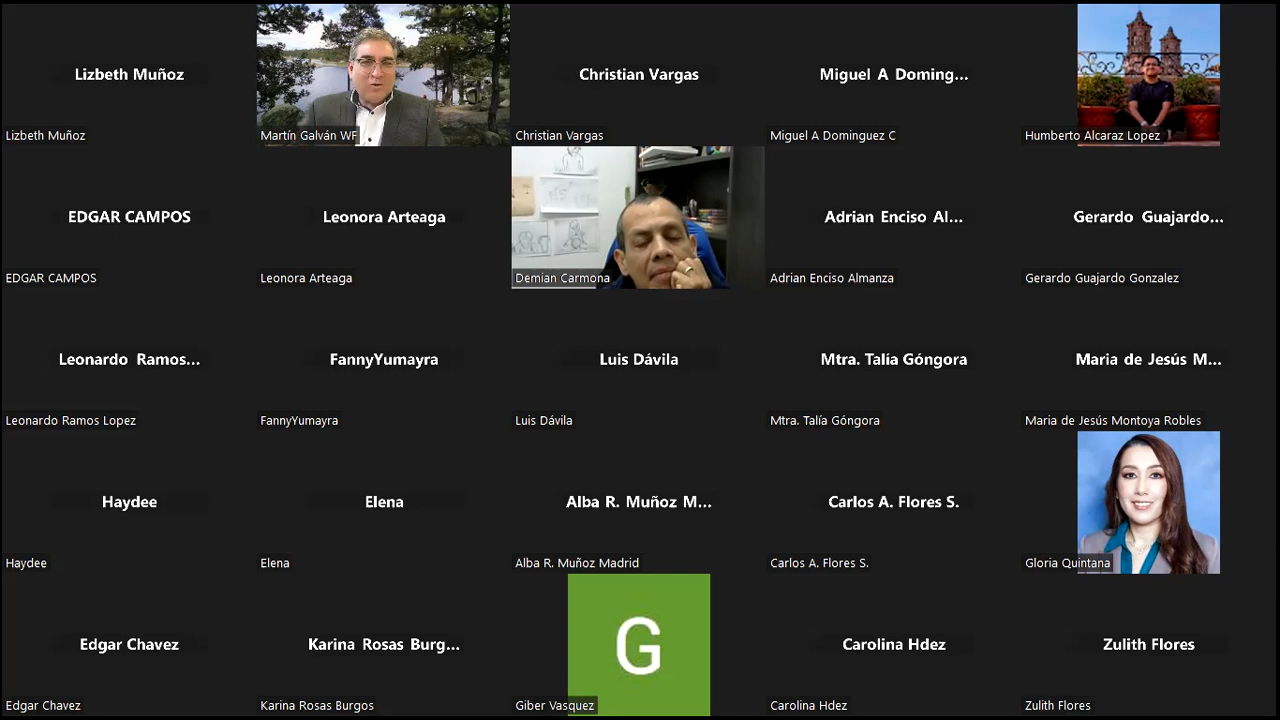 Lizbeth Muñoz
Lizbeth Muñoz
Martín Galván WF
Christian Vargas
Christian Vargas
Miguel A Doming...
Miguel A Dominguez C
Humberto Alcaraz Lopez
EDGAR CAMPOS
EDGAR CAMPOS
Leonora Arteaga
Leonora Arteaga
Demian Carmona
Adrian Enciso Al...
Adrian Enciso Almanza
Gerardo Guajardo...
Gerardo Guajardo Gonzalez
Leonardo Ramos...
Leonardo Ramos Lopez
FannyYumayra
FannyYumayra
Luis Dávila
Luis Dávila
Mtra. Talía Góngora
Mtra. Talía Góngora
Maria de Jesús M...
Maria de Jesús Montoya Robles
Haydee
Haydee
Elena
Elena
Alba R. Muñoz M...
Alba R. Muñoz Madrid
Carlos A. Flores S.
Carlos A. Flores S.
Gloria Quintana
Edgar Chavez
Edgar Chavez
Karina Rosas Burg...
Karina Rosas Burgos
G
Giber Vasquez
Carolina Hdez
Carolina Hdez
Zulith Flores
Zulith Flores